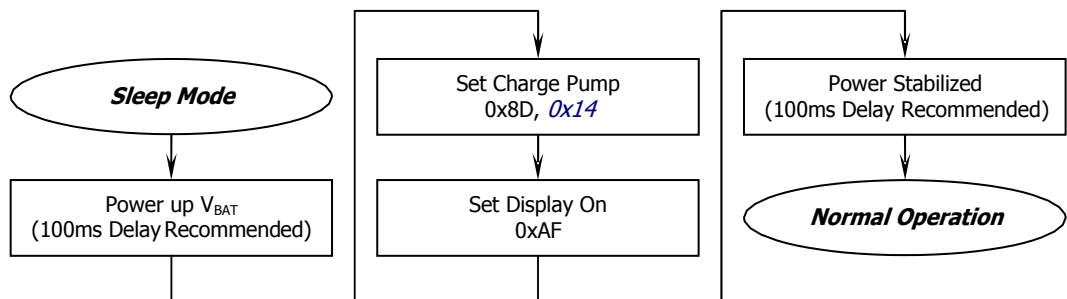 Sleep Mode
Power up VBAT
(100ms Delay Recommended)
Set Charge Pump
0x8D, 0x14
Set Display On
0xAF
Power Stabilized
(100ms Delay Recommended)
Normal Operation